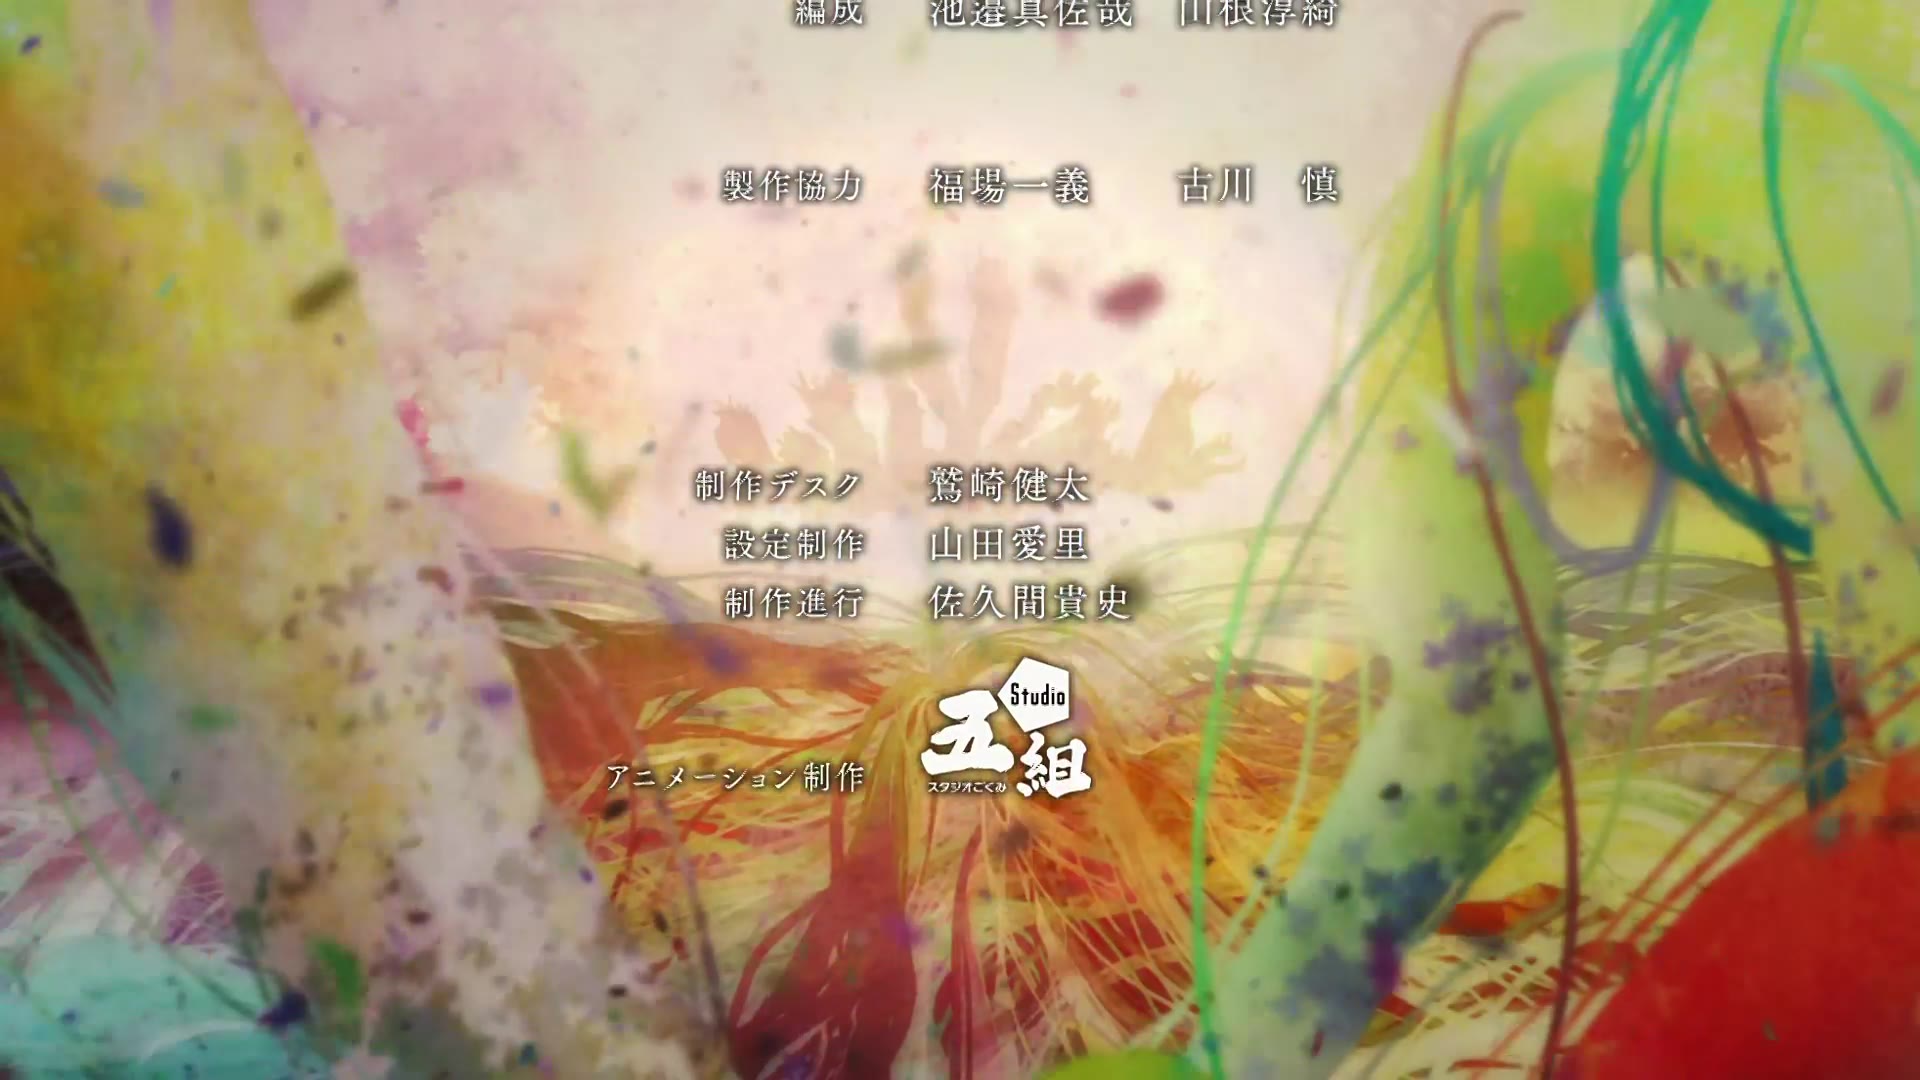 編成 池邉真佐哉 山根淳綺
製作協力 福場一義 古川 慎
制作デスク 鷲崎健太
設定制作 山田愛里
制作進行 佐久間貴史
アニメーション制作 Studio 五組 スタジオごくみ